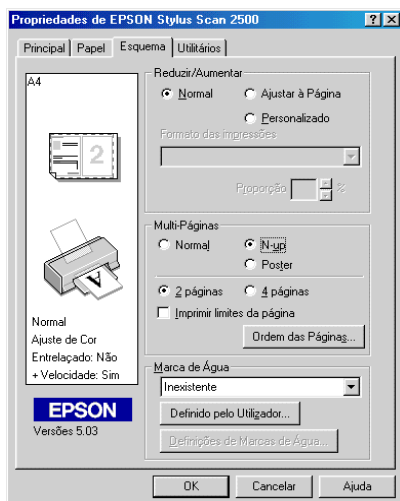 Propriedades de EPSON Stylus Scan 2500
Principal Papel Esquema Utilitários
A4
2
A
Normal
Ajuste de Cor
Entrelaçado: Não
+ Velocidade: Sim
EPSON
Versões 5.03
Reduzir/Aumentar
Normal Ajustar à Página
Personalizado
Formato das impressões
Proporção %
Multi-Páginas
Normal N-up
Poster
2 páginas 4 páginas
Imprimir limites da página
Ordem das Páginas...
Marca de Água
Inexistente
Definido pelo Utilizador...
Definições de Marcas de Água...
OK Cancelar Ajuda